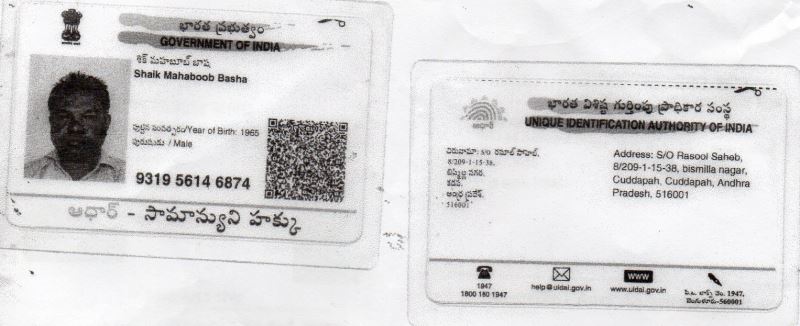 భారత ప్రభుత్వం
GOVERNMENT OF INDIA
షేక్ మహబూబ్ బాష
Shaik Mahaboob Basha
పుట్టిన సంవత్సరం/Year of Birth: 1965
పురుషుడు / Male
9319 5614 6874
ఆధార్ - సామాన్యుని హక్కు
భారత విశిష్ట గుర్తింపు ప్రాధికార సంస్థ
UNIQUE IDENTIFICATION AUTHORITY OF INDIA
ఆధార్
చిరునామా: S/O రసూల్ సాహెబ్,
8/209-1-15-38,
బిస్మిల్లా నగర్,
కడప,
ఆంధ్ర ప్రదేశ్,
516001
Address: S/O Rasool Saheb,
8/209-1-15-38, bismilla nagar,
Cuddapah, Cuddapah, Andhra
Pradesh, 516001
1947
1800 180 1947
help@uidai.gov.in
www
www.uidai.gov.in
పి.ఒ. బాక్స్ నెం. 1947,
బెంగుళూరు-560001